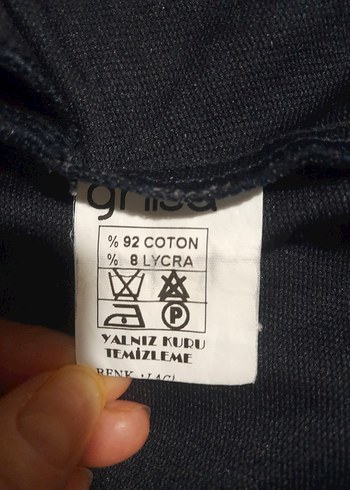 % 92 COTON
% 8 LYCRA
P
YALNIZ KURU
TEMİZLEME